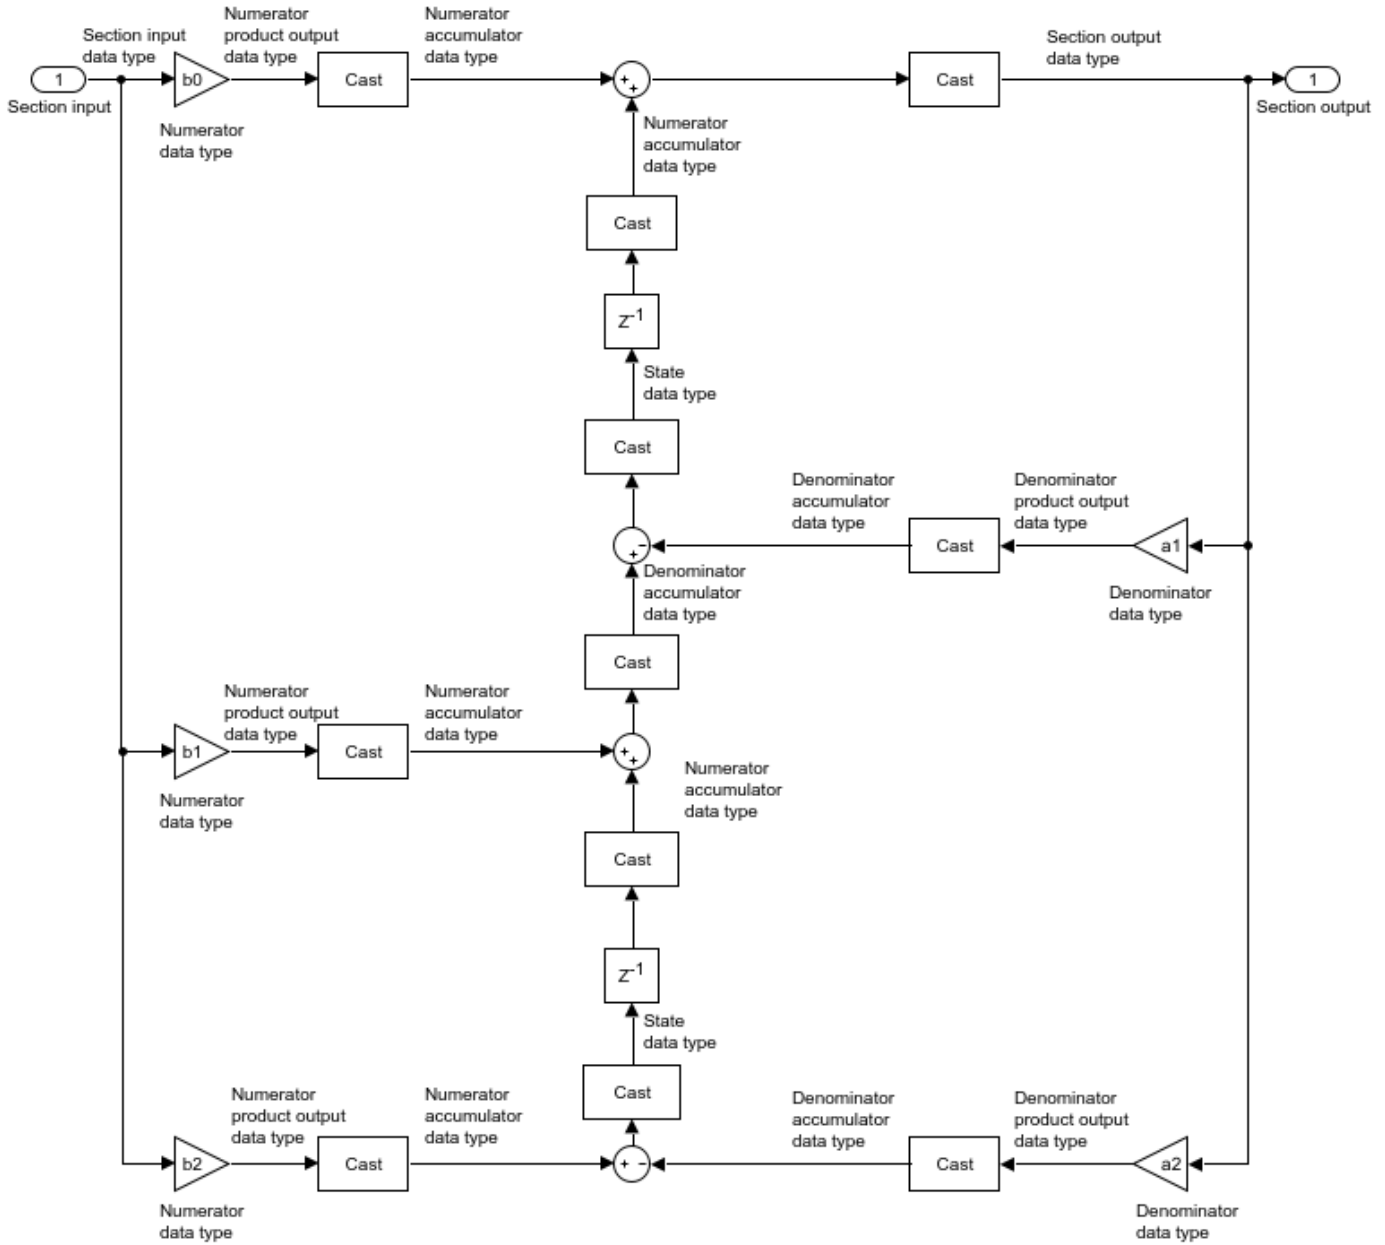 Section input
data type
Numerator
product output
data type
Numerator
accumulator
data type
Section output
data type
1
Section input
b0
Cast
+
+
Cast
1
Section output
Numerator
data type
Numerator
accumulator
data type
Cast
Z-1
State
data type
Cast
Denominator
accumulator
data type
Denominator
product output
data type
+
-
Cast
a1
Denominator
accumulator
data type
Denominator
data type
Cast
Numerator
product output
data type
Numerator
accumulator
data type
b1
Cast
+
+
Numerator
accumulator
data type
Numerator
data type
Cast
Z-1
State
data type
Cast
Numerator
product output
data type
Numerator
accumulator
data type
Denominator
accumulator
data type
Denominator
product output
data type
b2
Cast
+ -
Cast
a2
Numerator
data type
Denominator
data type